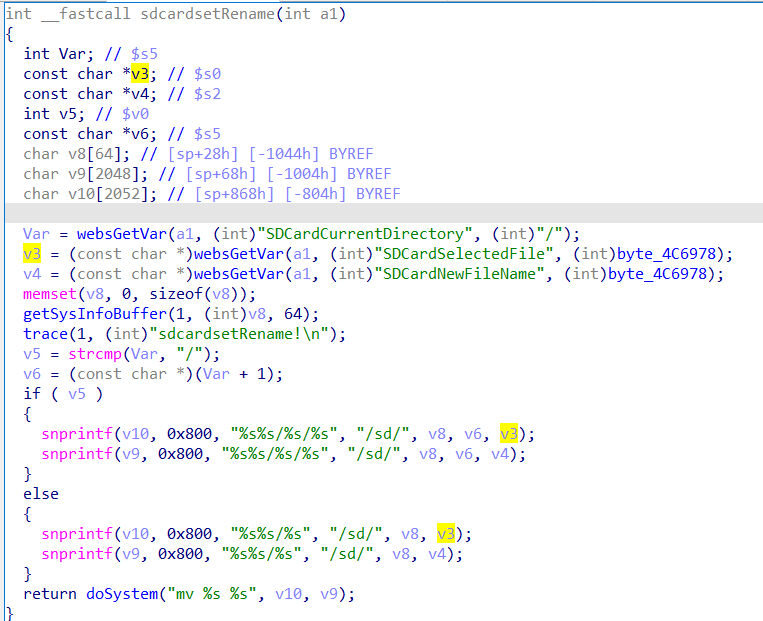 int __fastcall sdcardsetRename(int a1)
{
  int Var; // $s5
  const char *v3; // $s0
  const char *v4; // $s2
  int v5; // $v0
  const char *v6; // $s5
  char v8[64]; // [sp+28h] [-1044h] BYREF
  char v9[2048]; // [sp+68h] [-1004h] BYREF
  char v10[2052]; // [sp+868h] [-804h] BYREF

  Var = websGetVar(a1, (int)"SDCardCurrentDirectory", (int)"/");
  v3 = (const char *)websGetVar(a1, (int)"SDCardSelectedFile", (int)byte_4C6978);
  v4 = (const char *)websGetVar(a1, (int)"SDCardNewFileName", (int)byte_4C6978);
  memset(v8, 0, sizeof(v8));
  getSysInfoBuffer(1, (int)v8, 64);
  trace(1, (int)"sdcardsetRename!\n");
  v5 = strcmp(Var, "/");
  v6 = (const char *)(Var + 1);
  if ( v5 )
  {
    snprintf(v10, 0x800, "%s%s/%s/%s", "/sd/", v8, v6, v3);
    snprintf(v9, 0x800, "%s%s/%s/%s", "/sd/", v8, v6, v4);
  }
  else
  {
    snprintf(v10, 0x800, "%s%s/%s", "/sd/", v8, v3);
    snprintf(v9, 0x800, "%s%s/%s", "/sd/", v8, v4);
  }
  return doSystem("mv %s %s", v10, v9);
}